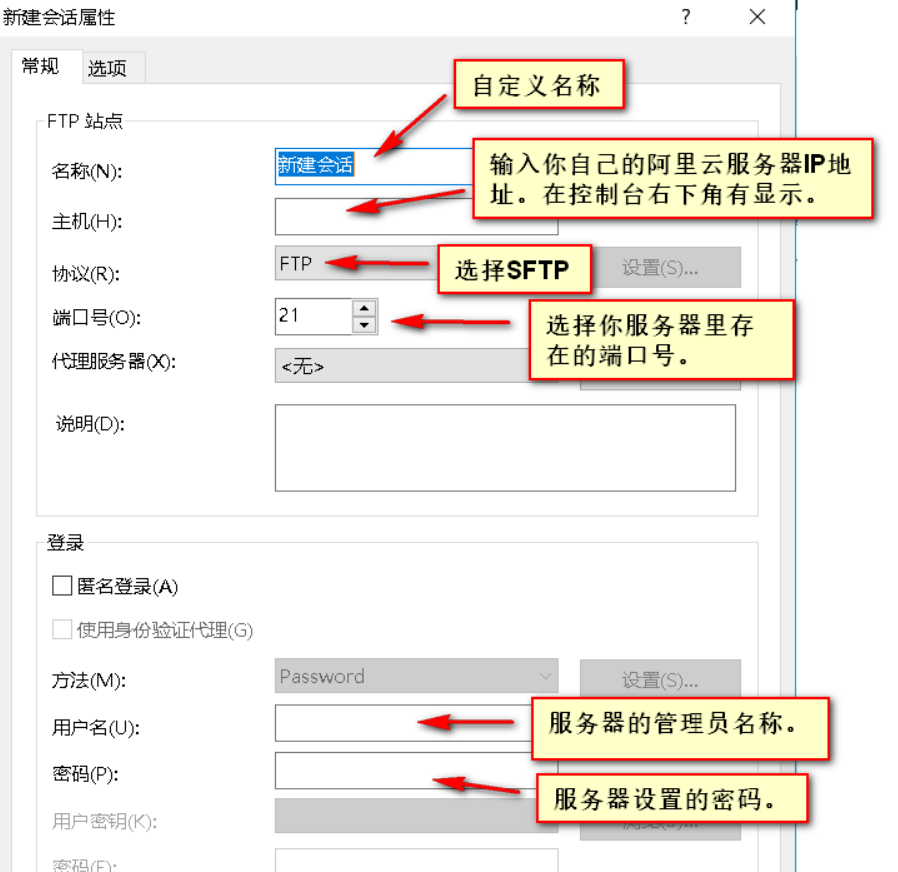 新建会话属性
?
常规
选项
自定义名称
FTP 站点
名称(N):
新建会话
输入你自己的阿里云服务器IP地
址。在控制台右下角有显示。
主机(H):
协议(R):
FTP
选择SFTP
设置(S)...
端口号(O):
21
选择你服务器里存
在的端口号。
代理服务器(X):
<无>
说明(D):
登录
匿名登录(A)
使用身份验证代理(G)
方法(M):
Password
设置(S)...
用户名(U):
服务器的管理员名称。
密码(P):
服务器设置的密码。
用户密钥(K):
密码(F):